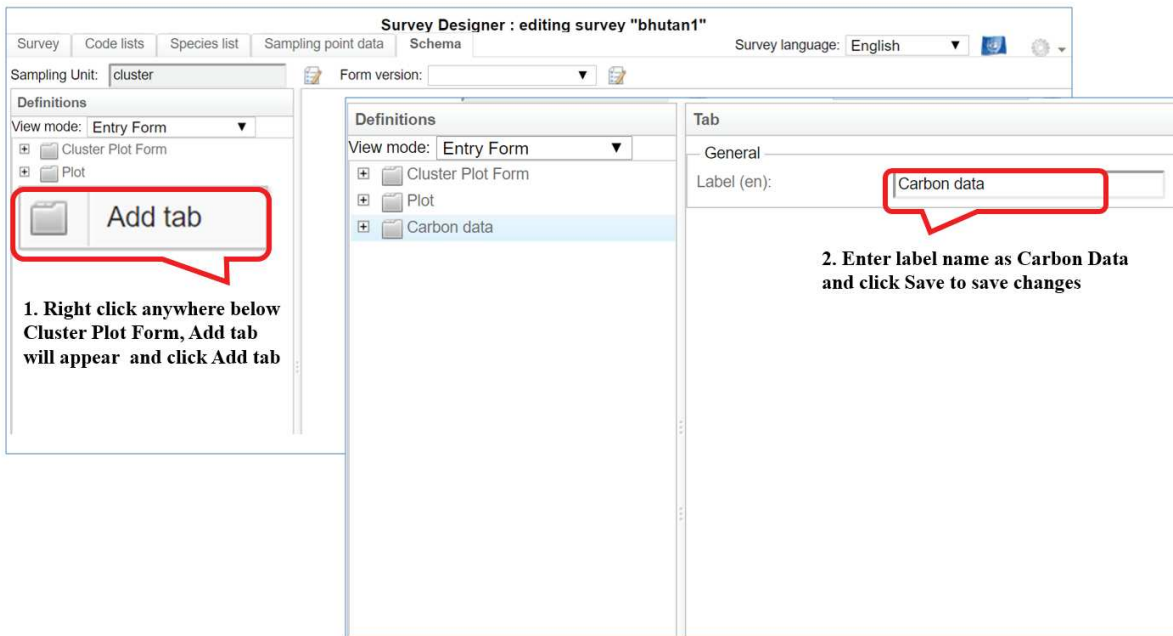 Survey Designer : editing survey "bhutan1"
Survey Code lists Species list Sampling point data Schema Survey language: English
Sampling Unit: cluster Form version:
Definitions
View mode: Entry Form
Cluster Plot Form
Plot
Add tab
1. Right click anywhere below
Cluster Plot Form, Add tab
will appear and click Add tab
Definitions
View mode: Entry Form
Cluster Plot Form
Plot
Carbon data
Tab
General
Label (en): Carbon data
2. Enter label name as Carbon Data
and click Save to save changes